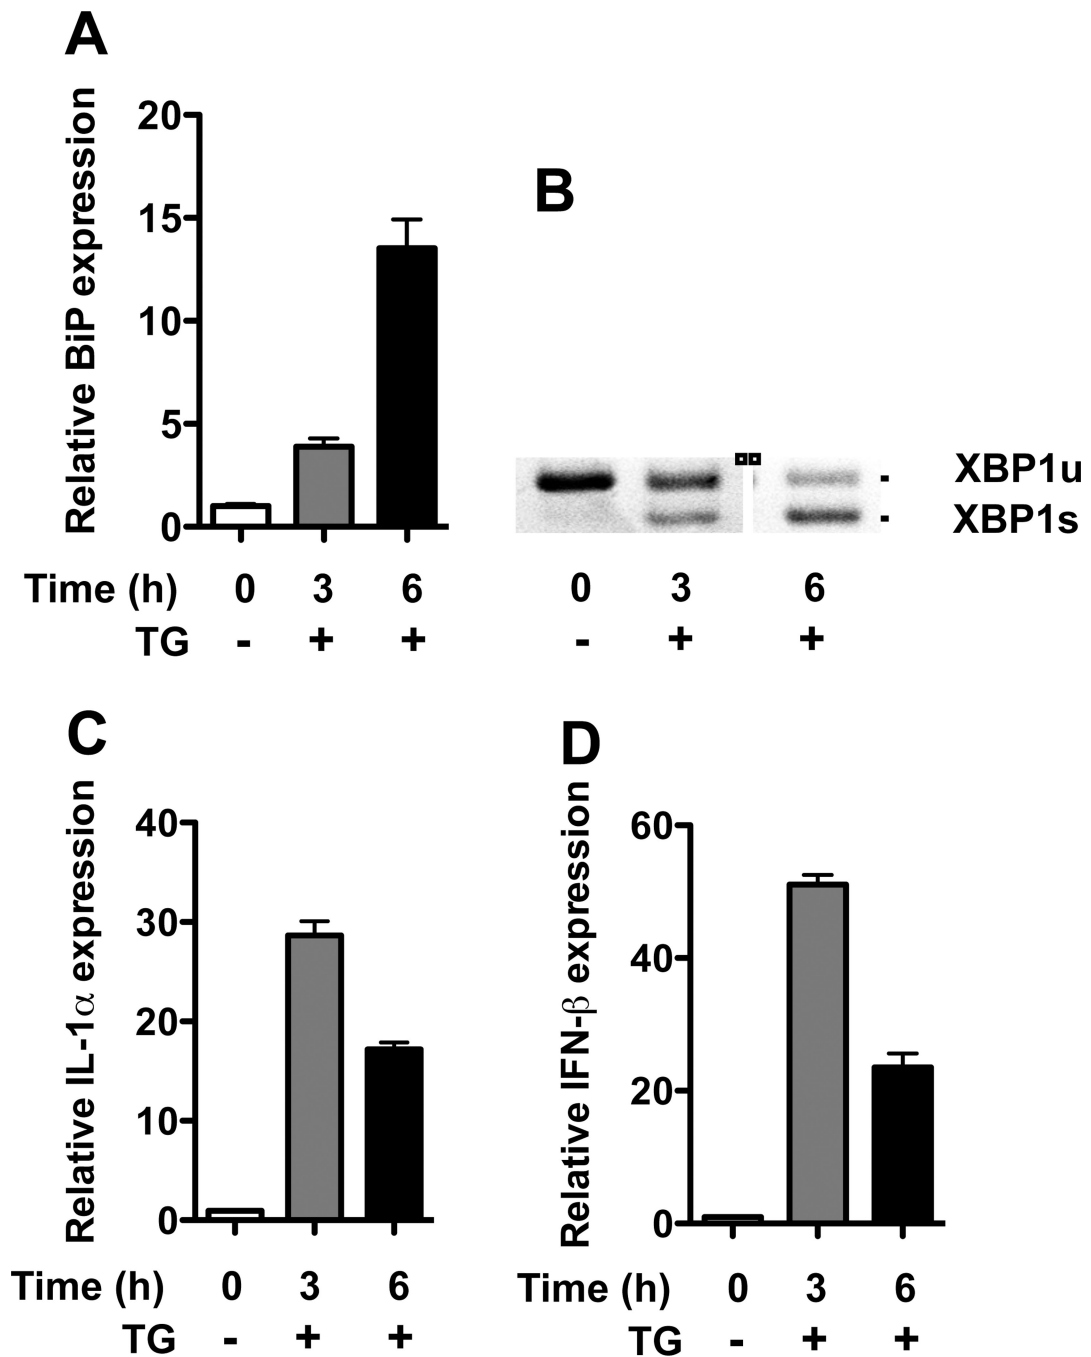 A
Relative BiP expression
20
15
10
5
0
Time (h) 0 3 6
TG - + +
B
XBP1u
XBP1s
0 3 6
- + +
C
Relative IL-1α expression
40
30
20
10
0
Time (h) 0 3 6
TG - + +
D
Relative IFN-β expression
60
40
20
0
Time (h) 0 3 6
TG - + +